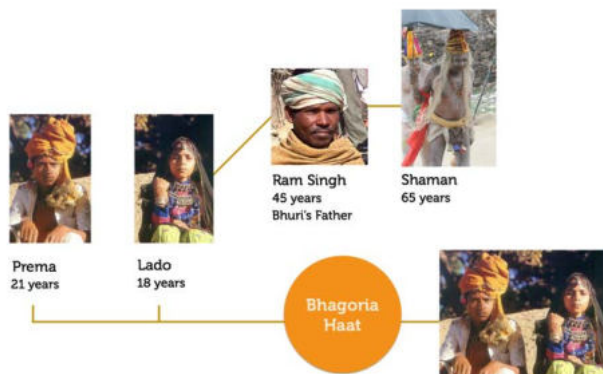 Ram Singh
45 years
Bhuri's Father
Shaman
65 years
Prema
21 years
Lado
18 years
Bhagoria
Haat